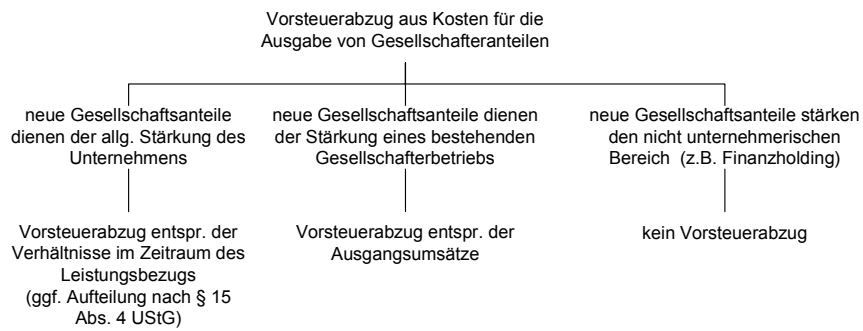 Vorsteuerabzug aus Kosten für die
Ausgabe von Gesellschafteranteilen
neue Gesellschaftsanteile
dienen der allg. Stärkung des
Unternehmens
neue Gesellschaftsanteile dienen
der Stärkung eines bestehenden
Gesellschafterbetriebs
neue Gesellschaftsanteile stärken
den nicht unternehmerischen
Bereich (z.B. Finanzholding)
Vorsteuerabzug entspr. der
Verhältnisse im Zeitraum des
Leistungsbezugs
(ggf. Aufteilung nach § 15
Abs. 4 UStG)
Vorsteuerabzug entspr. der
Ausgangsumsätze
kein Vorsteuerabzug